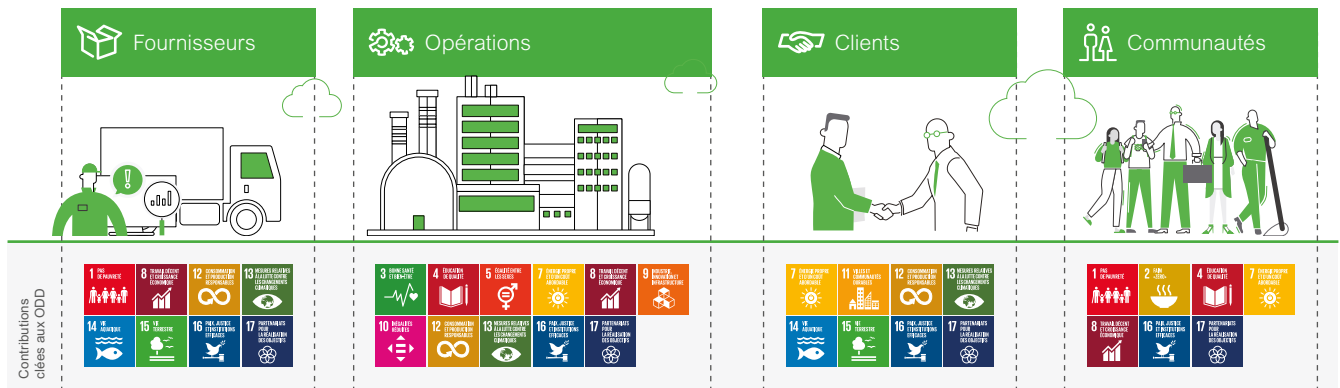 Fournisseurs
Opérations
Clients
Communautés
Contributions
clées aux ODD
1 PAS
DE PAUVRETÉ
8 TRAVAIL DÉCENT
ET CROISSANCE
ÉCONOMIQUE
12 CONSOMMATION
ET PRODUCTION
RESPONSABLES
13 MESURES RELATIVES
À LA LUTTE CONTRE
LES CHANGEMENTS
CLIMATIQUES
14 VIE
AQUATIQUE
15 VIE
TERRESTRE
16 PAIX, JUSTICE
ET INSTITUTIONS
EFFICACES
17 PARTENARIATS
POUR
LA RÉALISATION
DES OBJECTIFS
3 BONNE SANTÉ
ET BIEN-ÊTRE
4 ÉDUCATION
DE QUALITÉ
5 ÉGALITÉ ENTRE
LES SEXES
7 ÉNERGIE PROPRE
ET D'UN COÛT
ABORDABLE
8 TRAVAIL DÉCENT
ET CROISSANCE
ÉCONOMIQUE
9 INDUSTRIE,
INNOVATION ET
INFRASTRUCTURE
10 INÉGALITÉS
RÉDUITES
12 CONSOMMATION
ET PRODUCTION
RESPONSABLES
13 MESURES RELATIVES
À LA LUTTE CONTRE
LES CHANGEMENTS
CLIMATIQUES
16 PAIX, JUSTICE
ET INSTITUTIONS
EFFICACES
17 PARTENARIATS
POUR
LA RÉALISATION
DES OBJECTIFS
7 ÉNERGIE PROPRE
ET D'UN COÛT
ABORDABLE
11 VILLES ET
COMMUNAUTÉS
DURABLES
12 CONSOMMATION
ET PRODUCTION
RESPONSABLES
13 MESURES RELATIVES
À LA LUTTE CONTRE
LES CHANGEMENTS
CLIMATIQUES
14 VIE
AQUATIQUE
15 VIE
TERRESTRE
16 PAIX, JUSTICE
ET INSTITUTIONS
EFFICACES
17 PARTENARIATS
POUR
LA RÉALISATION
DES OBJECTIFS
1 PAS
DE PAUVRETÉ
2 FAIM
«ZÉRO»
4 ÉDUCATION
DE QUALITÉ
7 ÉNERGIE PROPRE
ET D'UN COÛT
ABORDABLE
8 TRAVAIL DÉCENT
ET CROISSANCE
ÉCONOMIQUE
16 PAIX, JUSTICE
ET INSTITUTIONS
EFFICACES
17 PARTENARIATS
POUR
LA RÉALISATION
DES OBJECTIFS